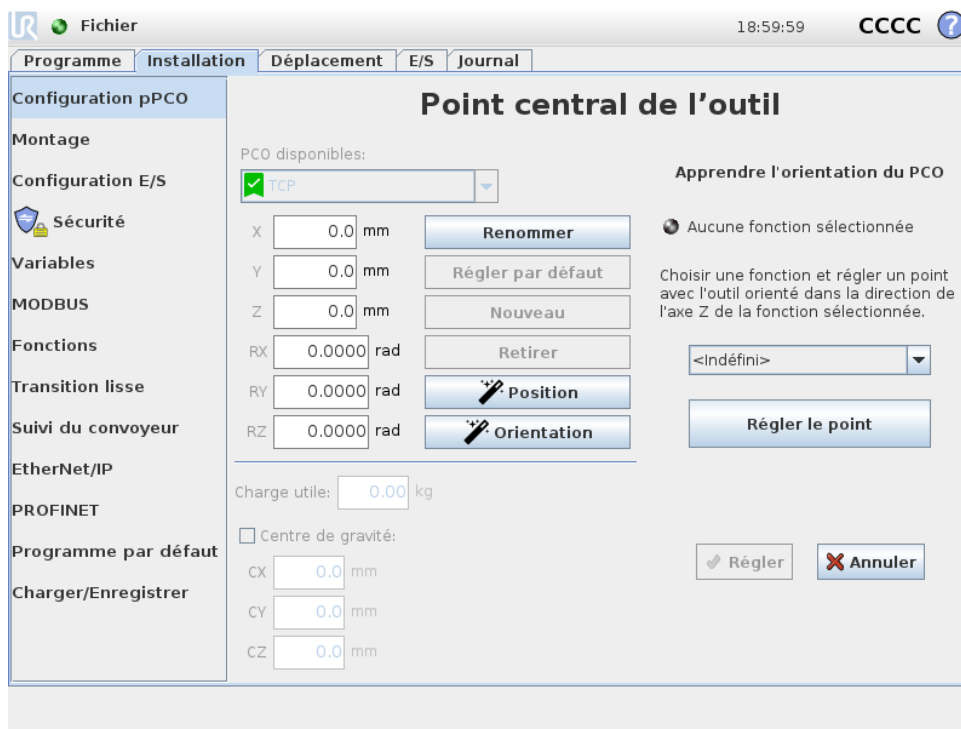 UR Fichier 18:59:59 CCCC ?
Programme Installation Déplacement E/S Journal
Configuration pPCO
Montage
Configuration E/S
Sécurité
Variables
MODBUS
Fonctions
Transition lisse
Suivi du convoyeur
EtherNet/IP
PROFINET
Programme par défaut
Charger/Enregistrer
Point central de l’outil
PCO disponibles:
TCP
X 0.0 mm Renommer
Y 0.0 mm Régler par défaut
Z 0.0 mm Nouveau
RX 0.0000 rad Retirer
RY 0.0000 rad Position
RZ 0.0000 rad Orientation
Charge utile: 0.00 kg
Centre de gravité:
CX 0.0 mm
CY 0.0 mm
CZ 0.0 mm
Apprendre l'orientation du PCO
Aucune fonction sélectionnée
Choisir une fonction et régler un point
avec l'outil orienté dans la direction de
l'axe Z de la fonction sélectionnée.
<Indéfini>
Régler le point
Régler Annuler